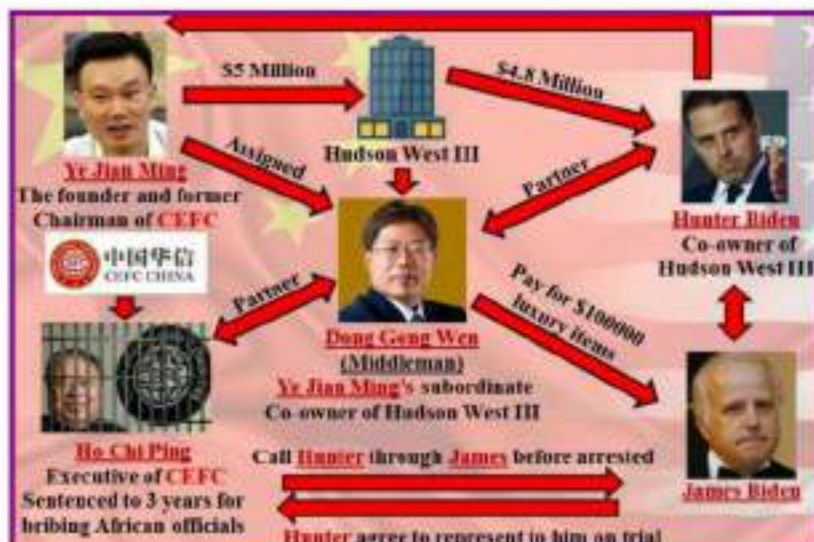 $5 Million
$4.8 Million
Hudson West III
Assigned
Partner
Ye Jian Ming
The founder and former
Chairman of CEFC
中国华信
CEFC CHINA
Hunter Biden
Co-owner of
Hudson West III
Partner
Pay for $100000
luxury items
Dong Gong Wen
(Middleman)
Ye Jian Ming's subordinate
Co-owner of Hudson West III
Ho Chi Ping
Executive of CEFC
Sentenced to 3 years for
bribing African officials
Call Hunter through James before arrested
James Biden
Hunter agree to represent to him on trial